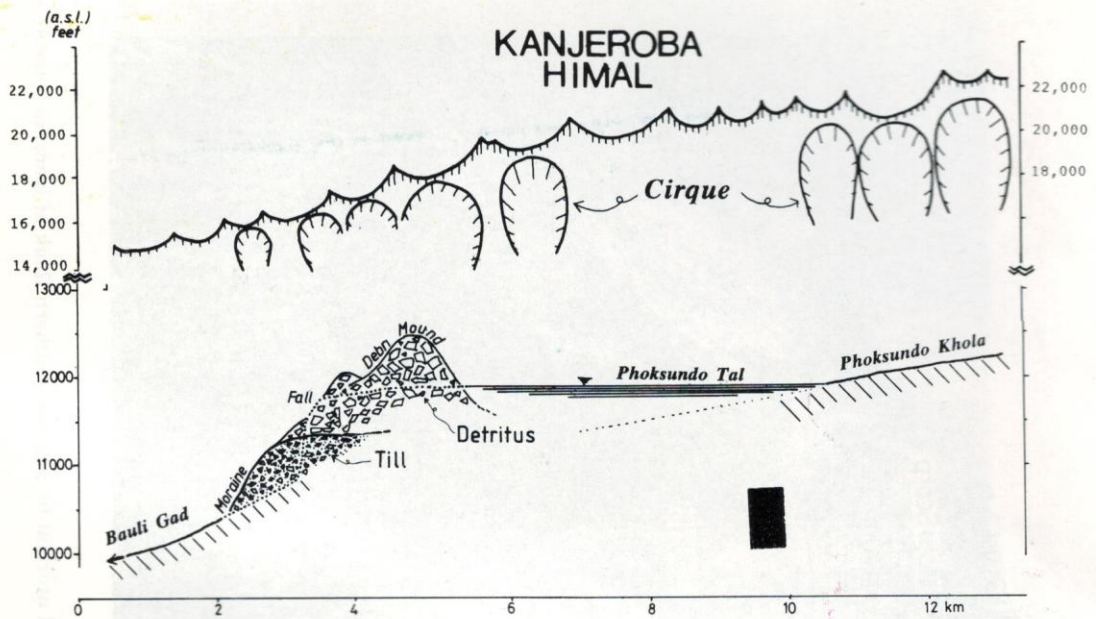 (a.s.l.)
feet
KANJEROBA
HIMAL
22,000
20,000
18,000
16,000
14,000
22,000
20,000
18,000
Cirque
13000
12000
11000
10000
Mound
Debri
Fall
Moraine
Detritus
Till
Bauli Gad
Phoksundo Tal
Phoksundo Khola
0 2 4 6 8 10 12 km